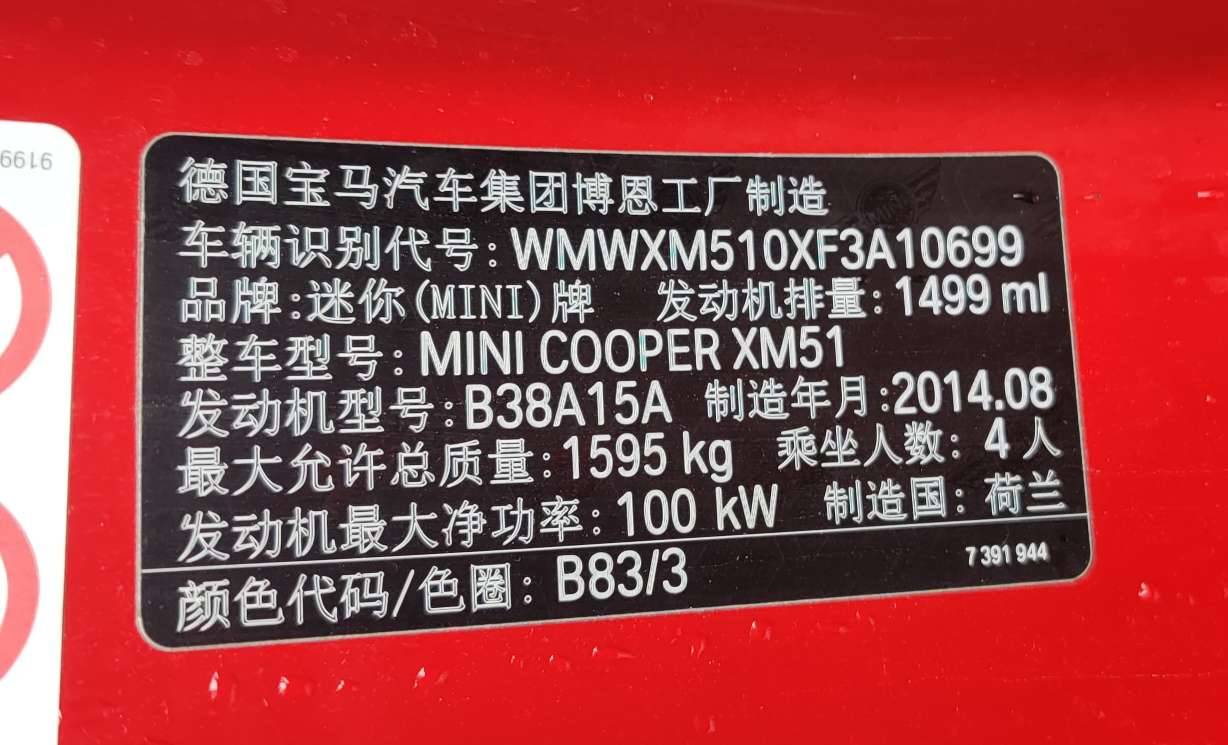 9199
德国宝马汽车集团博恩工厂制造
车辆识别代号: WMWXM510XF3A10699
品牌:迷你(MINI)牌 发动机排量: 1499 ml
整车型号: MINI COOPER XM51
发动机型号: B38A15A 制造年月:2014.08
最大允许总质量: 1595 kg 乘坐人数: 4 人
发动机最大净功率: 100 kW 制造国: 荷兰
颜色代码/色圈: B83/3 7 391 944